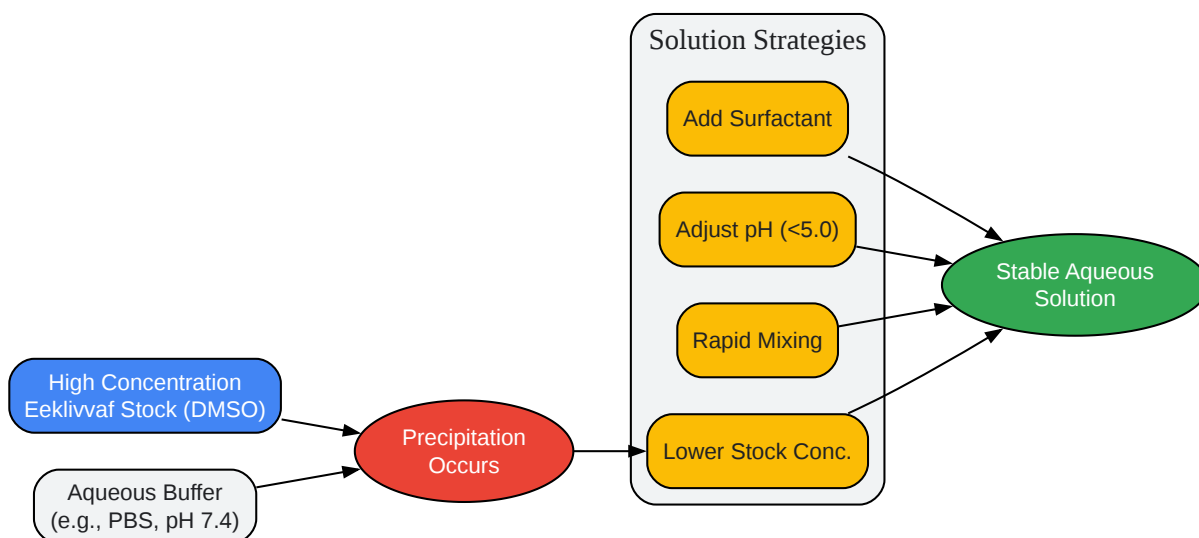 Solution Strategies
Add Surfactant
Adjust pH (<5.0)
Rapid Mixing
Lower Stock Conc.
High Concentration
Eeklivvaf Stock (DMSO)
Aqueous Buffer
(e.g., PBS, pH 7.4)
Precipitation
Occurs
Stable Aqueous
Solution